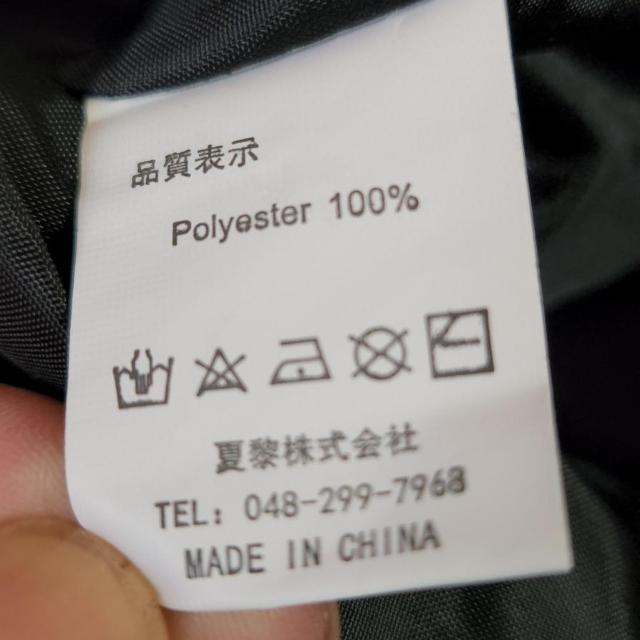 品質表示
Polyester 100%
夏黎株式会社
TEL: 048-299-7968
MADE IN CHINA